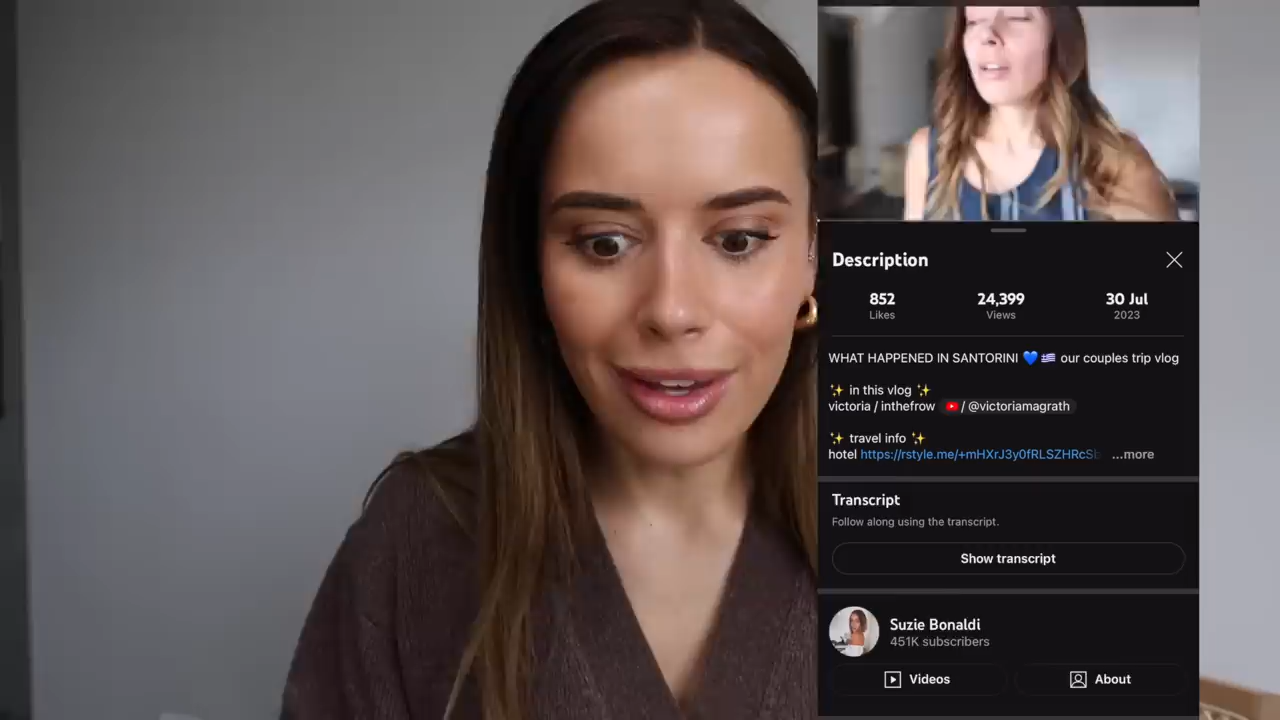 Description
852
24,399
30 Jul
Likes
Views
2023
WHAT HAPPENED IN SANTORINI 💙🇬🇷 our couples trip vlog
✨ in this vlog ✨
victoria / inthefrow / @victoriamagrath
✨ travel info ✨
hotel https://rstyle.me/+mHXrJ3y0fRLSZHRcS ...more
Transcript
Follow along using the transcript.
Show transcript
Suzie Bonaldi
451K subscribers
Videos
About